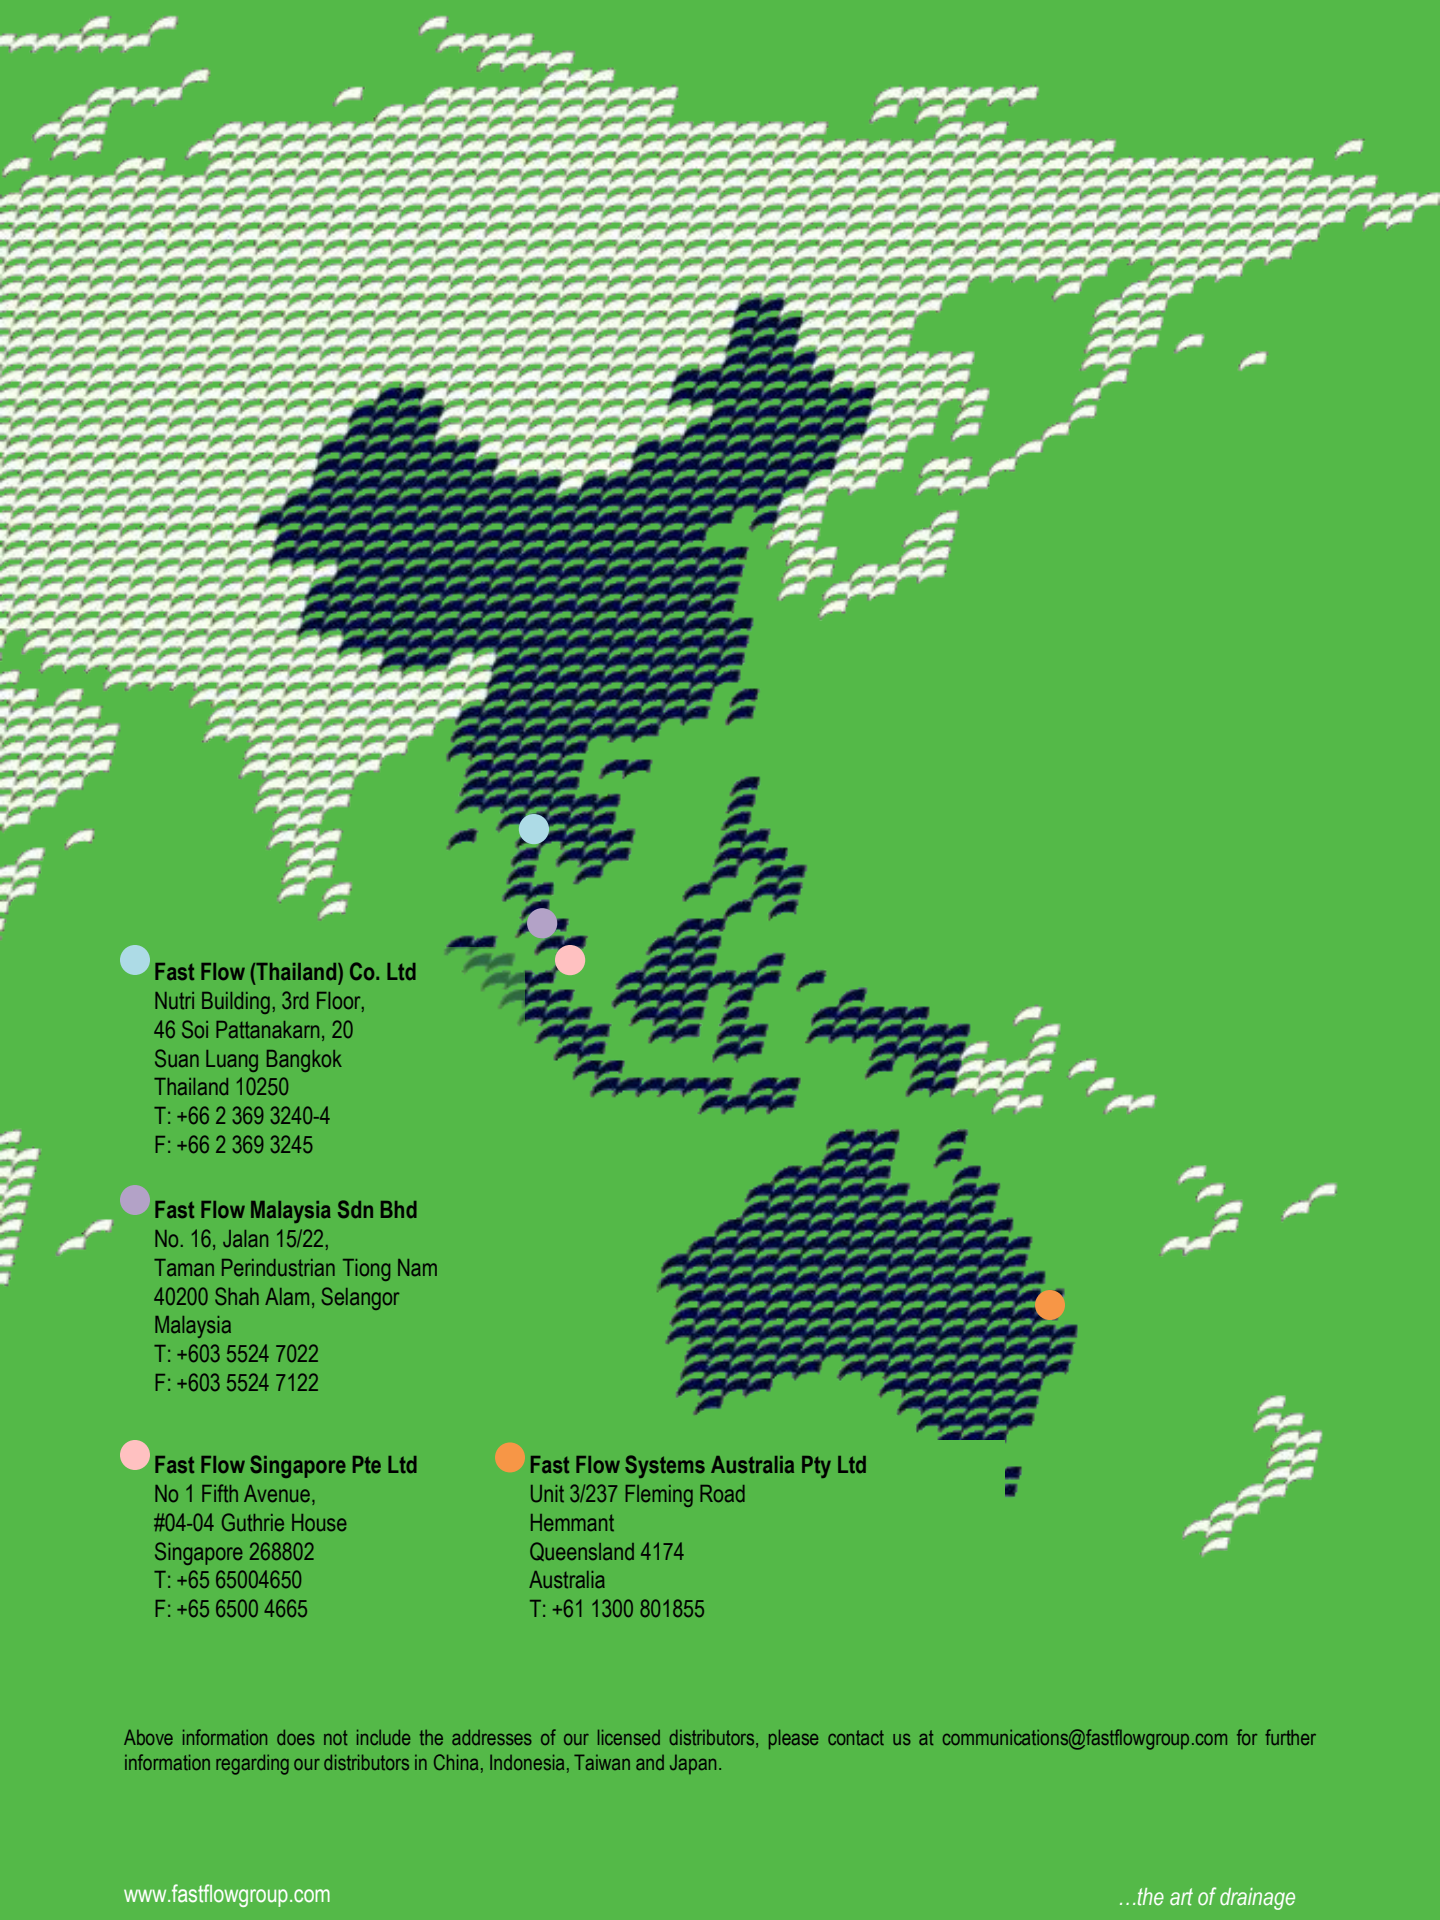 Fast Flow (Thailand) Co. Ltd
Nutri Building, 3rd Floor,
46 Soi Pattanakarn, 20
Suan Luang Bangkok
Thailand 10250
T: +66 2 369 3240-4
F: +66 2 369 3245
Fast Flow Malaysia Sdn Bhd
No. 16, Jalan 15/22,
Taman Perindustrian Tiong Nam
40200 Shah Alam, Selangor
Malaysia
T: +603 5524 7022
F: +603 5524 7122
Fast Flow Singapore Pte Ltd
No 1 Fifth Avenue,
#04-04 Guthrie House
Singapore 268802
T: +65 65004650
F: +65 6500 4665
Fast Flow Systems Australia Pty Ltd
Unit 3/237 Fleming Road
Hemmant
Queensland 4174
Australia
T: +61 1300 801855
Above information does not include the addresses of our licensed distributors, please contact us at communications@fastflowgroup.com for further
information regarding our distributors in China, Indonesia, Taiwan and Japan.
www.fastflowgroup.com
…the art of drainage